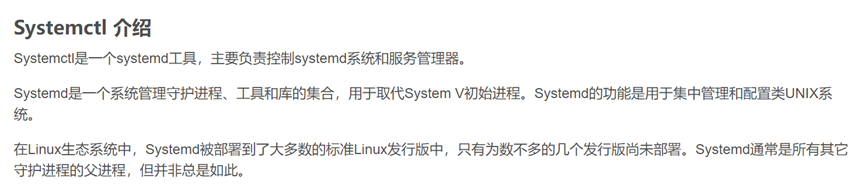 Systemctl 介绍
Systemctl是一个systemd工具，主要负责控制systemd系统和服务管理器。
Systemd是一个系统管理守护进程、工具和库的集合，用于取代System V初始进程。Systemd的功能是用于集中管理和配置类UNIX系
统。
在Linux生态系统中，Systemd被部署到了大多数的标准Linux发行版中，只有为数不多的几个发行版尚未部署。Systemd通常是所有其它
守护进程的父进程，但并非总是如此。